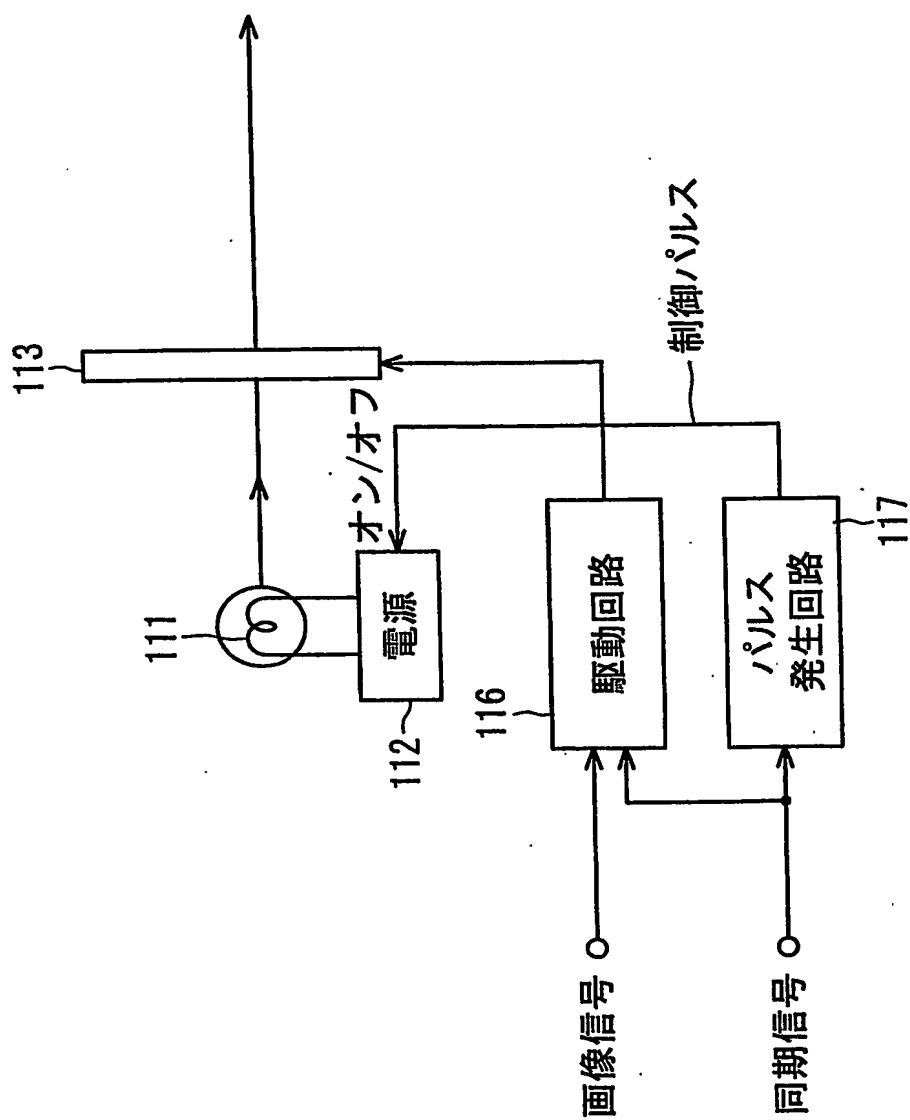 113
111
オン/オフ
電源
112
制御パルス
116
駆動回路
パルス
発生回路
117
画像信号
同期信号